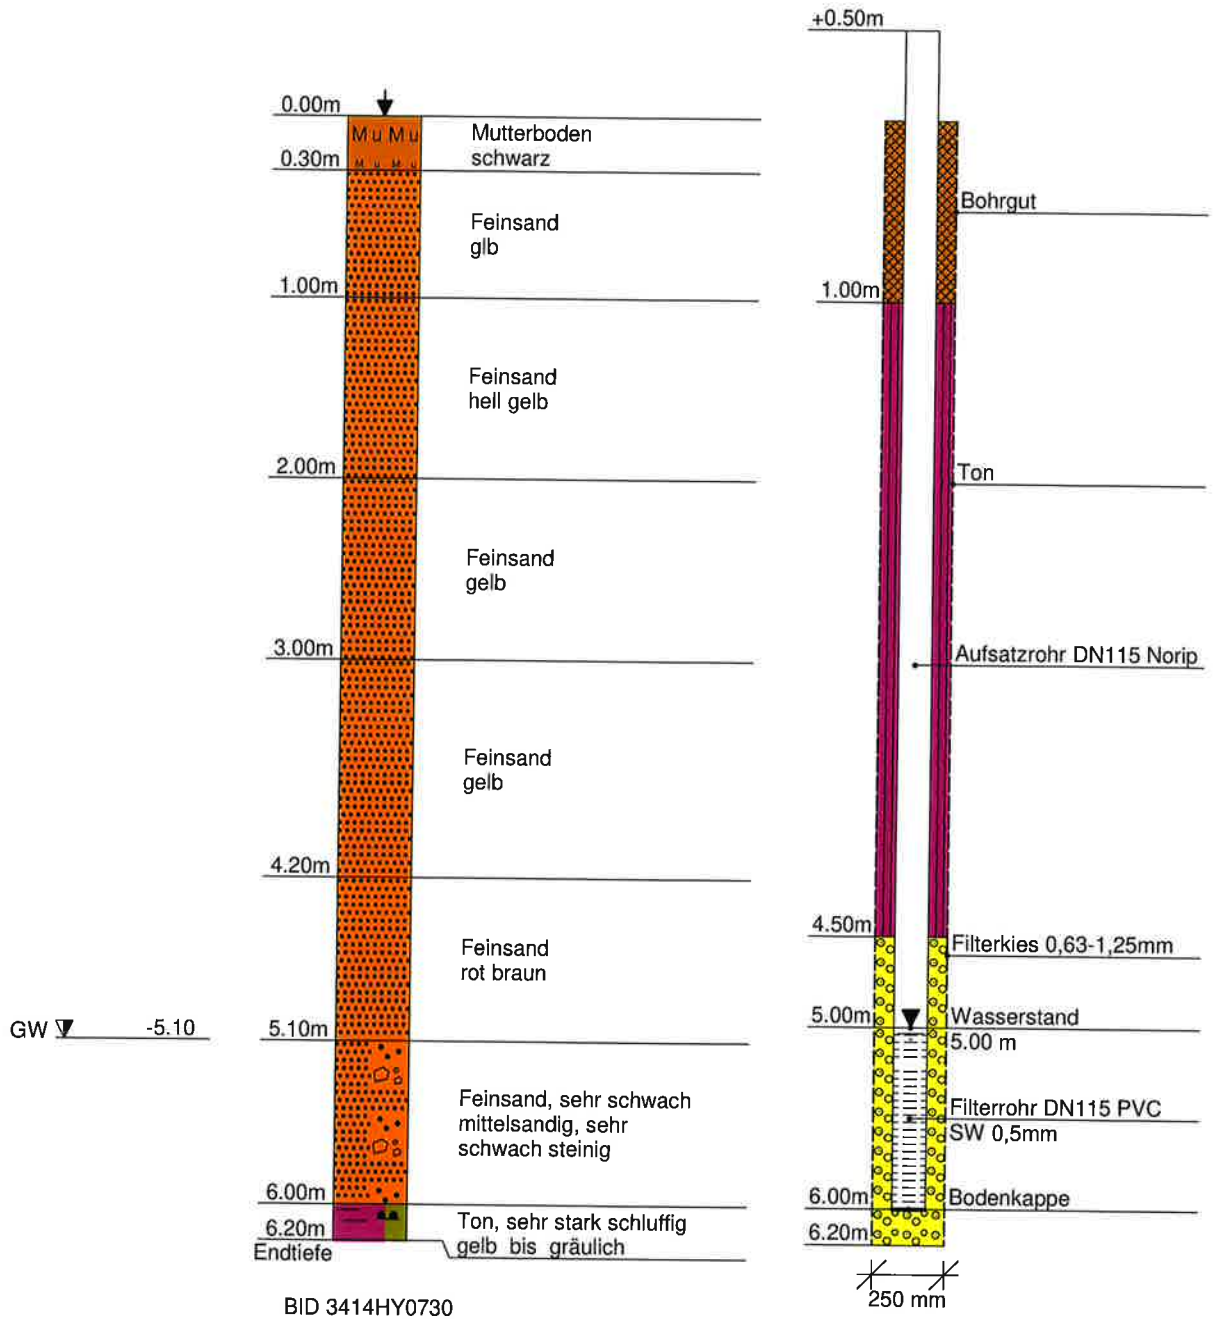 +0.50m
0.00m
Mu Mu
Mutterboden
schwarz
M u M u
0.30m
Feinsand
glb
Bohrgut
1.00m
1.00m
Feinsand
hell gelb
2.00m
Ton
Feinsand
gelb
3.00m
Aufsatzrohr DN115 Norip
Feinsand
gelb
4.20m
4.50m
Filterkies 0,63-1,25mm
Feinsand
rot braun
GW -5.10
5.10m
5.00m
Wasserstand
5.00 m
Feinsand, sehr schwach
mittelsandig, sehr
schwach steinig
Filterrohr DN115 PVC
SW 0,5mm
6.00m
6.00m
Bodenkappe
Ton, sehr stark schluffig
gelb bis gräulich
6.20m
Endtiefe
6.20m
250 mm
BID 3414HY0730